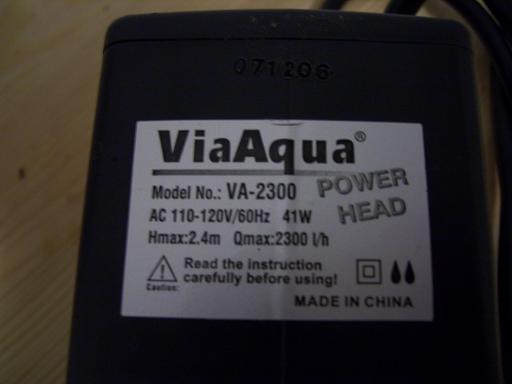 071206
ViaAqua®
Model No.: VA-2300
POWER HEAD
AC 110-120V/60Hz 41W
Hmax:2.4m Qmax:2300 l/h
Caution:
Read the instruction
carefully before using!
MADE IN CHINA